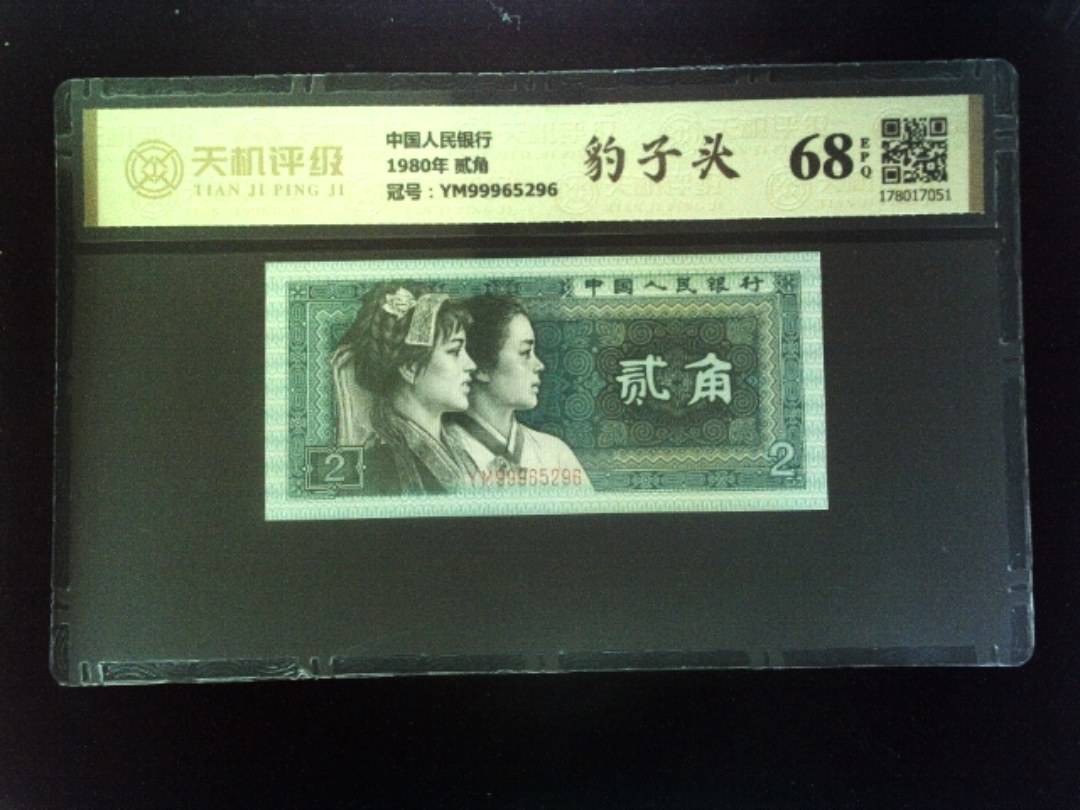 天机评级
TIAN JI PING JI
中国人民银行
1980年 贰角
冠号：YM99965296
豹子头
68
EPQ
178017051
中国人民银行
贰角
2
YM99965296
2